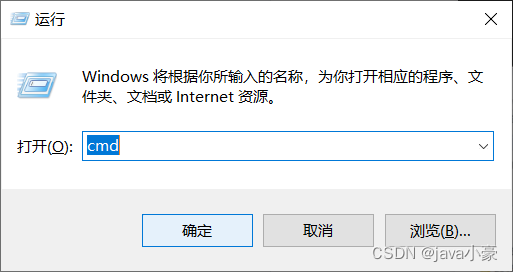 运行
Windows 将根据你所输入的名称，为你打开相应的程序、文
件夹、文档或 Internet 资源。
打开(O): cmd
确定 取消 浏览(B)...
CSDN @java小豪